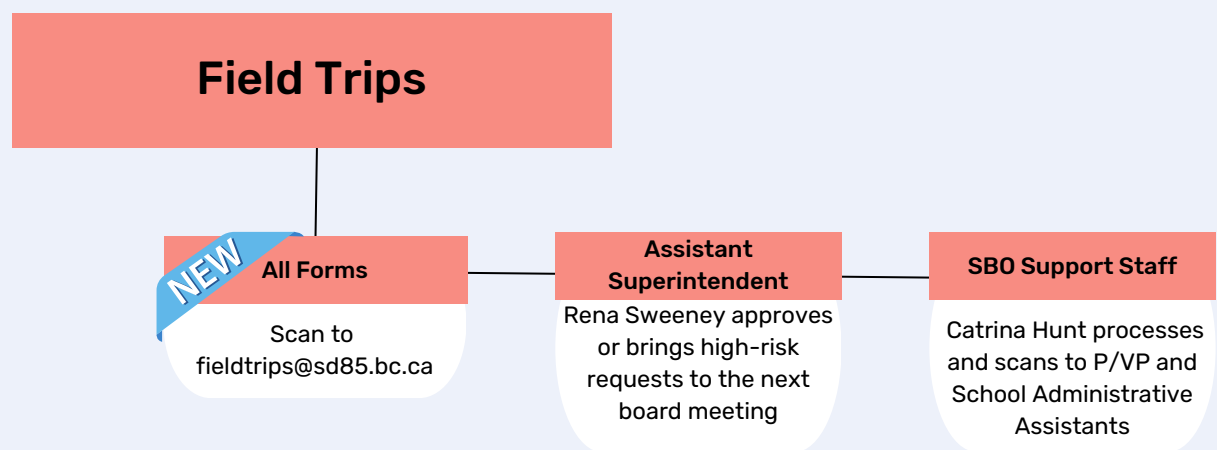 Field Trips
NEW
All Forms
Scan to
fieldtrips@sd85.bc.ca
Assistant
Superintendent
Rena Sweeney approves
or brings high-risk
requests to the next
board meeting
SBO Support Staff
Catrina Hunt processes
and scans to P/VP and
School Administrative
Assistants